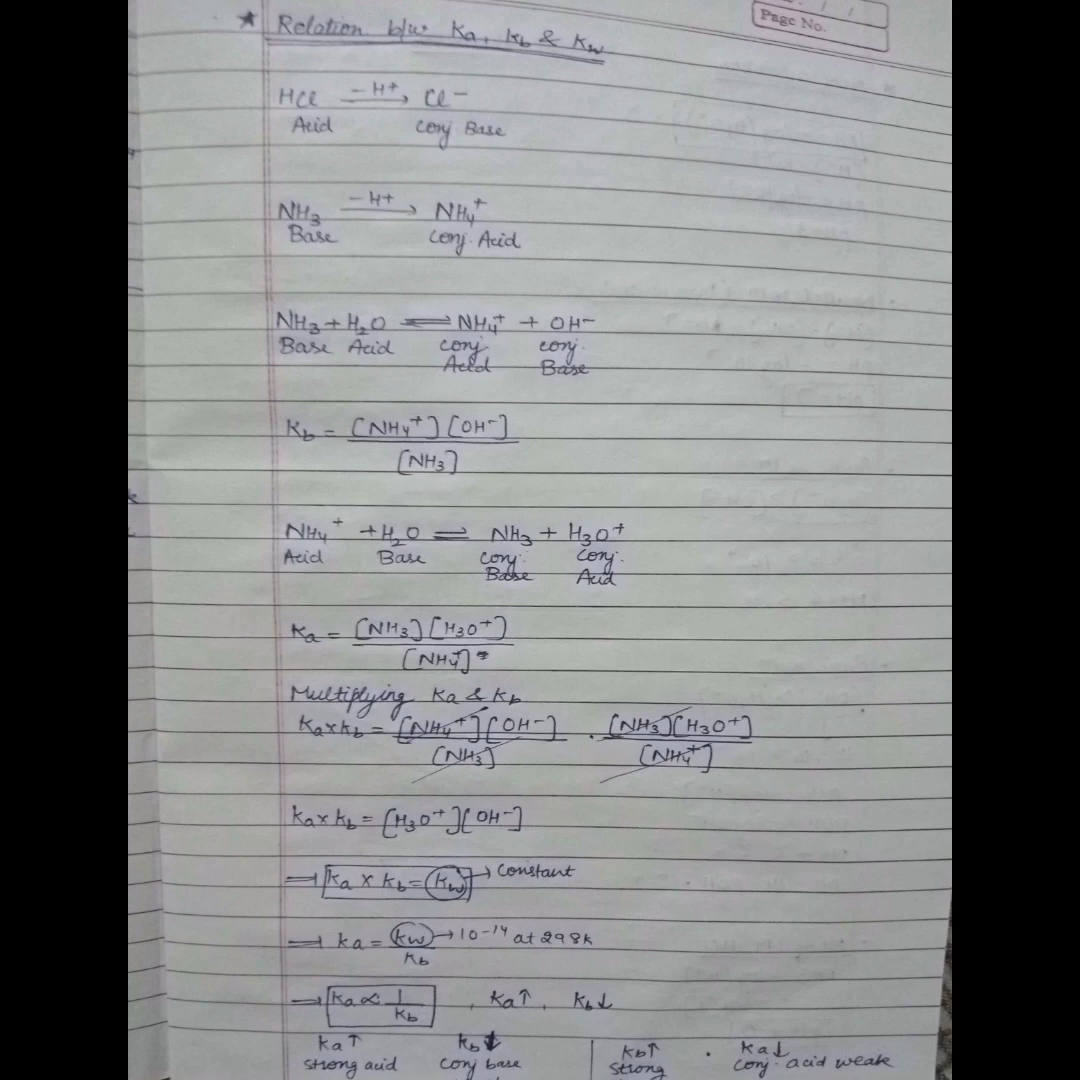 Page No.
★ Relation b/w Ka, Kb & Kw
HCl —-H+→ Cl−
Acid conj Base
NH3 —-H+→ NH4+
Base conj. Acid
NH3 + H2O ⇌ NH4+ + OH−
Base Acid conj. conj.
Acid Base
Kb = [NH4+] [OH−]
[NH3]
NH4+ + H2O ⇌ NH3 + H3O+
Acid Base conj. conj.
Base Acid
Ka = [NH3] [H3O+]
[NH4+]
Multiplying Ka & Kb
Ka x Kb = [NH4+] [OH−] . [NH3] [H3O+]
[NH3] [NH4+]
Ka x Kb = [H3O+] [OH−]
⇒ Ka x Kb = Kw → Constant
⇒ Ka = Kw → 10−14 at 298k
Kb
⇒ Ka ∝ 1 , Ka↑, Kb↓
Kb
Ka↑ Kb↓ Kb↑ . Ka↓
strong acid conj base strong conj. acid weak